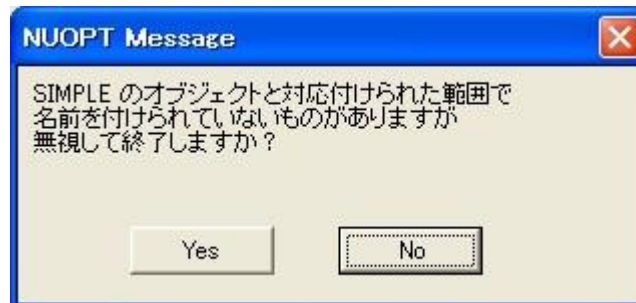 NUOPT Message
SIMPLE のオブジェクトと対応付けられた範囲で
名前を付けられていないものがありますが
無視して終了しますか？
Yes No